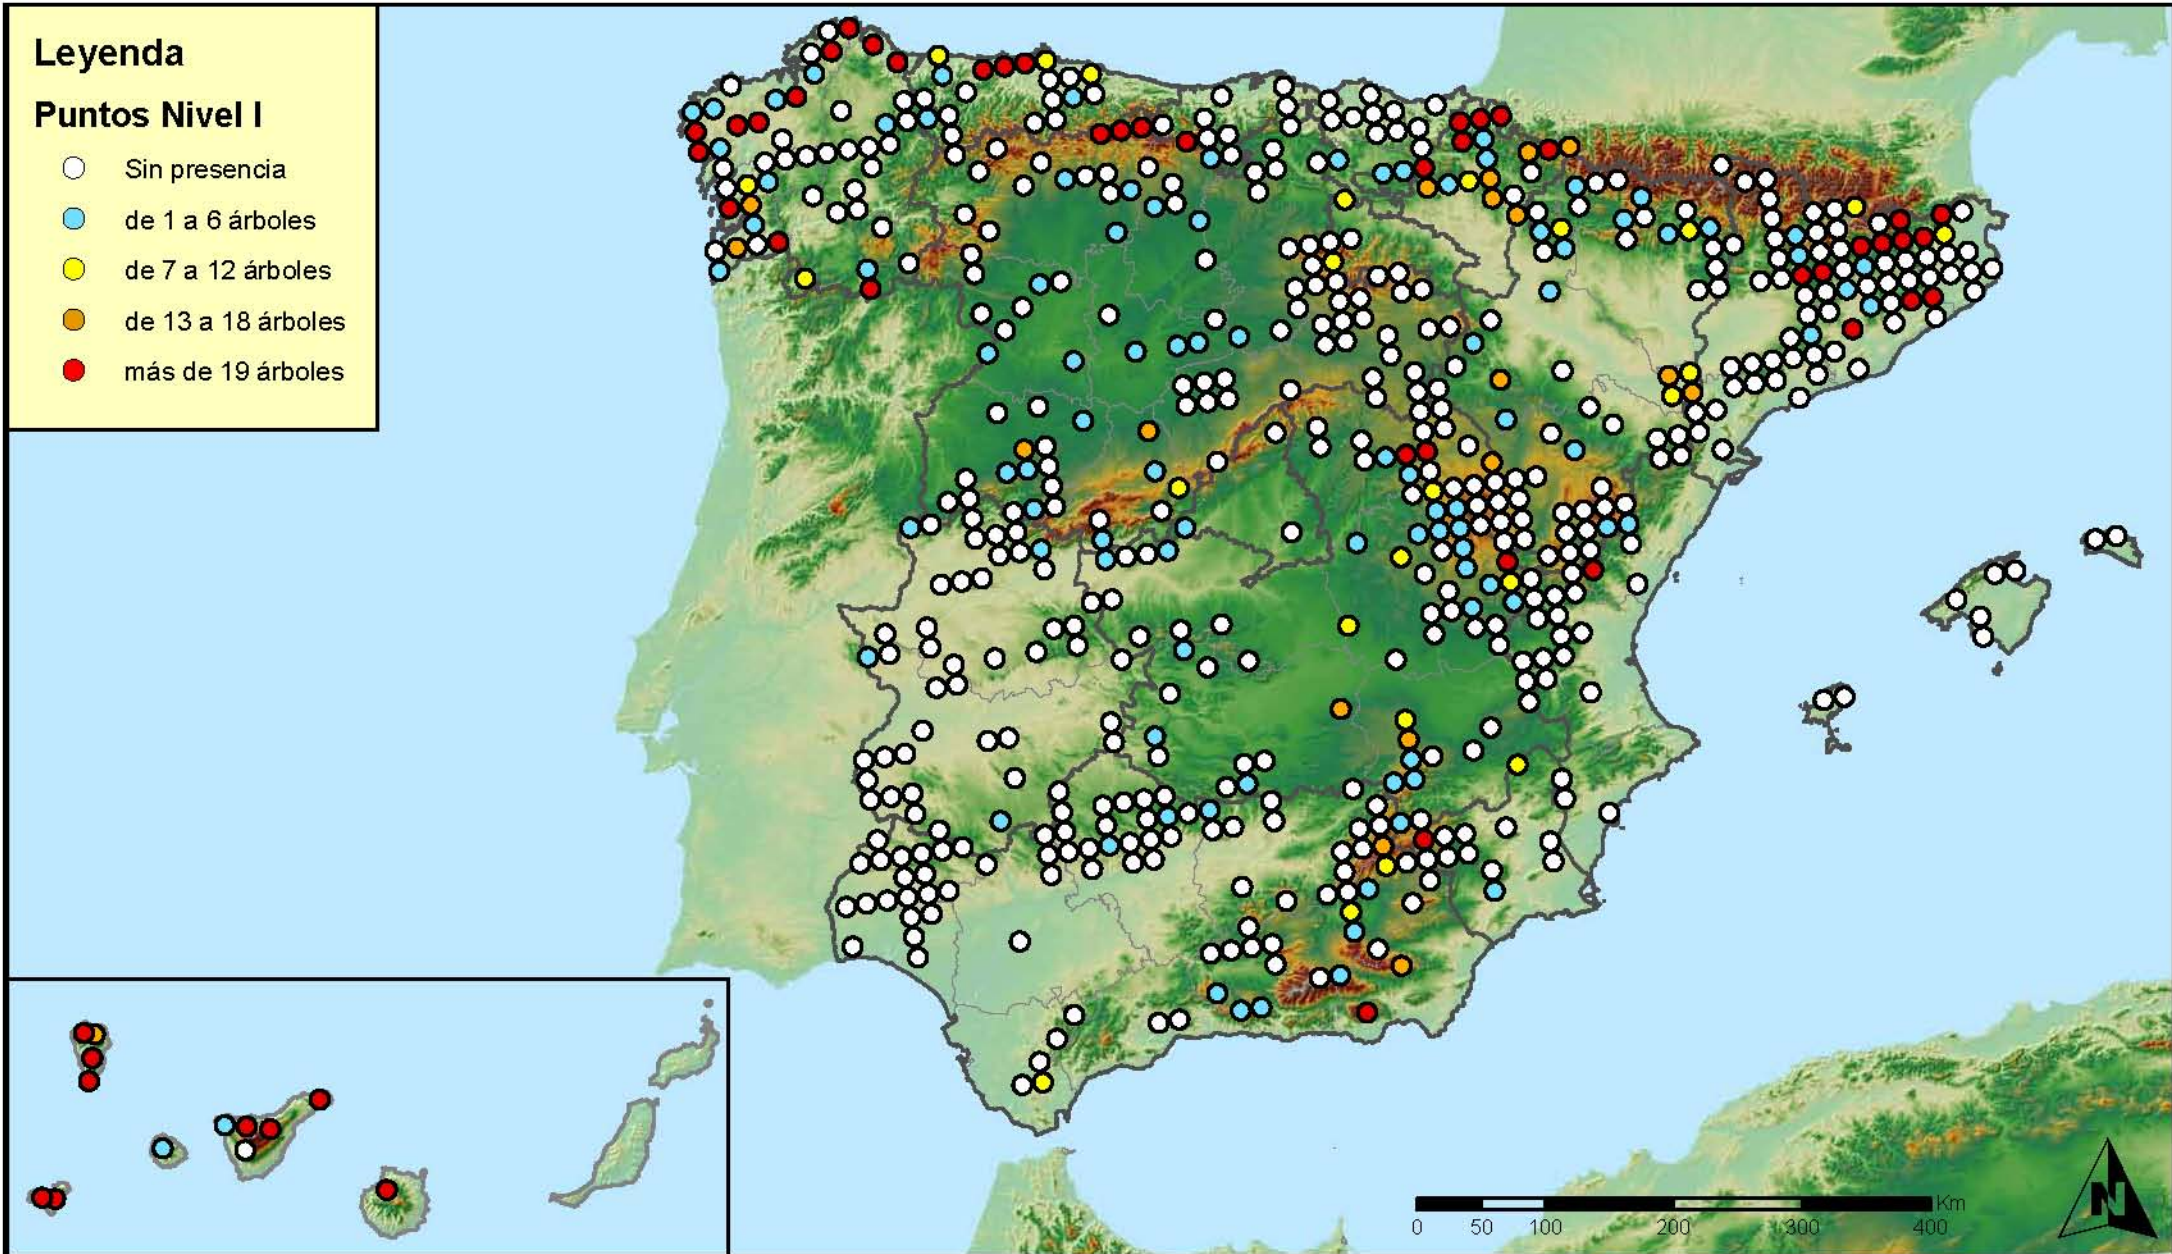 Leyenda
Puntos Nivel I
Sin presencia
de 1 a 6 árboles
de 7 a 12 árboles
de 13 a 18 árboles
más de 19 árboles
Km
0 50 100 200 300 400
N